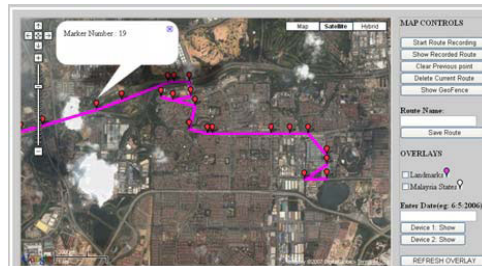 Marker Number : 19
Map
Satellite
Hybrid
MAP CONTROLS
Start Route Recording
Show Recorded Route
Clear Previous point
Delete Current Route
Show GeoFence
Route Name:
Save Route
OVERLAYS
Landmarks
Malaysia States
Enter Date(eg: 6:5:2006)
Device 1: Show
Device 2: Show
REFRESH OVERLAY